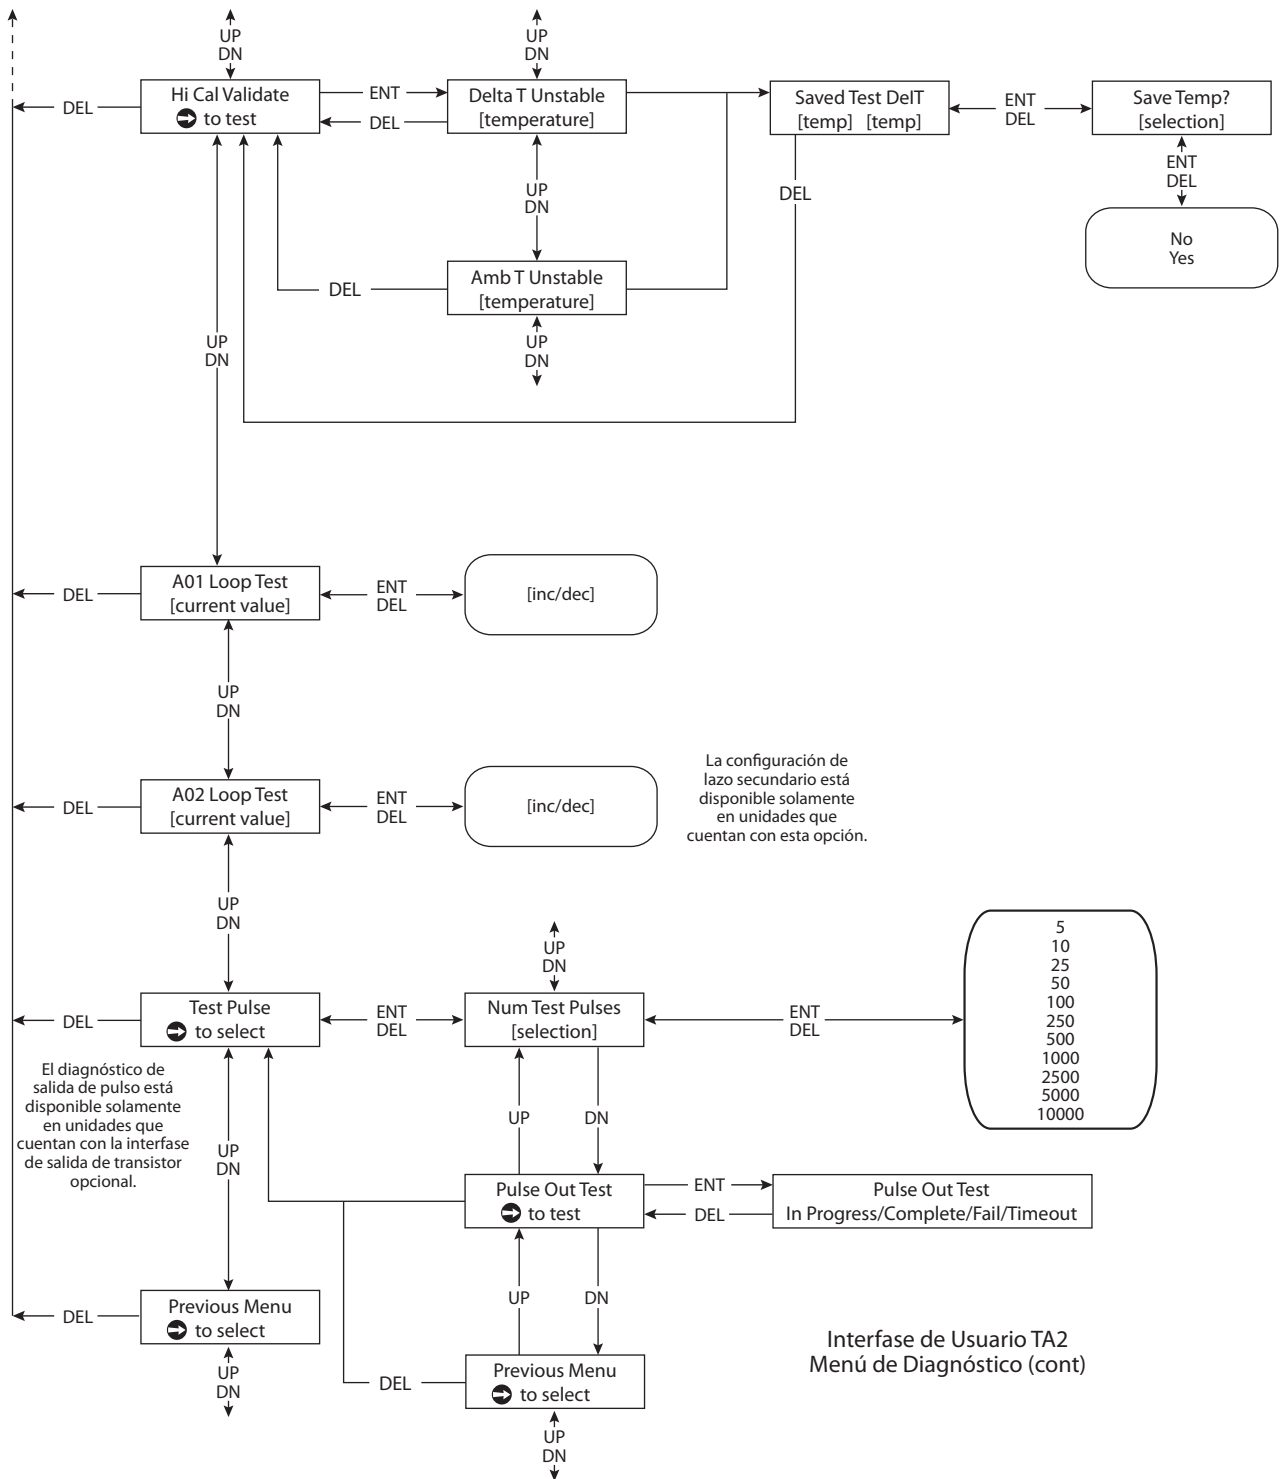 UP
DN
UP
DN
DEL
Hi Cal Validate
to test
ENT
DEL
Delta T Unstable
[temperature]
Saved Test DelT
[temp] [temp]
ENT
DEL
Save Temp?
[selection]
ENT
DEL
No
Yes
UP
DN
DEL
DEL
Amb T Unstable
[temperature]
UP
DN
UP
DN
DEL
A01 Loop Test
[current value]
ENT
DEL
[inc/dec]
UP
DN
DEL
A02 Loop Test
[current value]
ENT
DEL
[inc/dec]
La configuración de
lazo secundario está
disponible solamente
en unidades que
cuentan con esta opción.
UP
DN
UP
DN
DEL
Test Pulse
to select
ENT
DEL
Num Test Pulses
[selection]
ENT
DEL
5
10
25
50
100
250
500
1000
2500
5000
10000
El diagnóstico de
salida de pulso está
disponible solamente
en unidades que
cuentan con la interfase
de salida de transistor
opcional.
UP
DN
UP
DN
Pulse Out Test
to test
ENT
DEL
Pulse Out Test
In Progress/Complete/Fail/Timeout
UP
DN
DEL
Previous Menu
to select
UP
DN
DEL
Previous Menu
to select
UP
DN
Interfase de Usuario TA2
Menú de Diagnóstico (cont)